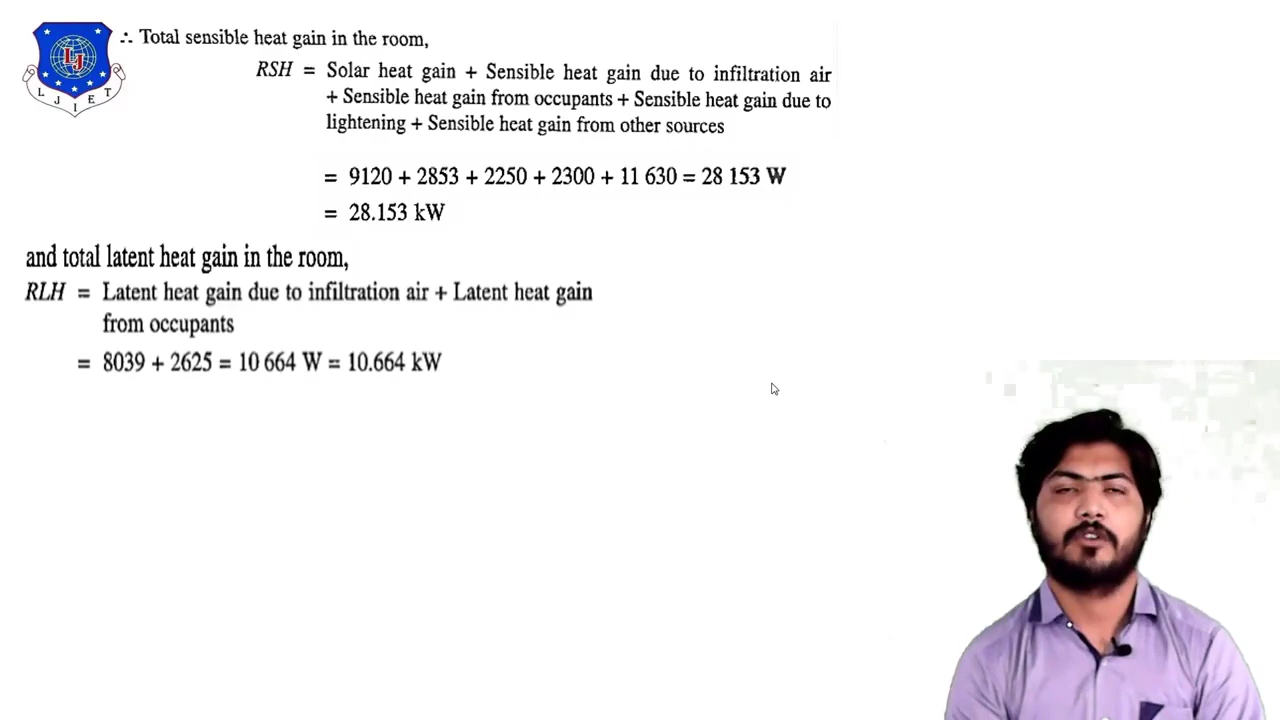 L J I E T
LJ
∴ Total sensible heat gain in the room,
RSH = Solar heat gain + Sensible heat gain due to infiltration air
+ Sensible heat gain from occupants + Sensible heat gain due to
lightening + Sensible heat gain from other sources
= 9120 + 2853 + 2250 + 2300 + 11 630 = 28 153 W
= 28.153 kW
and total latent heat gain in the room,
RLH = Latent heat gain due to infiltration air + Latent heat gain
from occupants
= 8039 + 2625 = 10 664 W = 10.664 kW